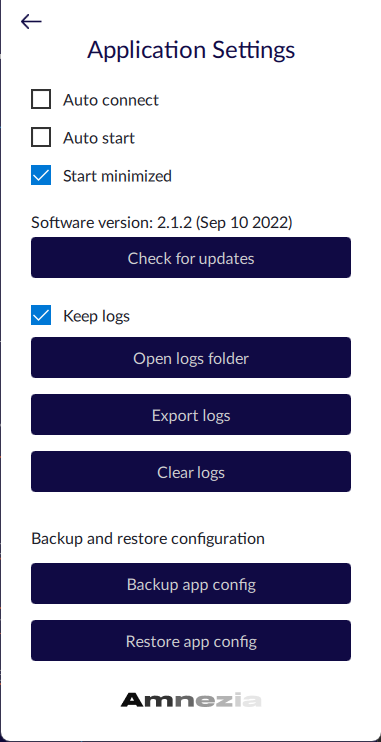 Application Settings
Auto connect
Auto start
Start minimized
Software version: 2.1.2 (Sep 10 2022)
Check for updates
Keep logs
Open logs folder
Export logs
Clear logs
Backup and restore configuration
Backup app config
Restore app config
Amnezia